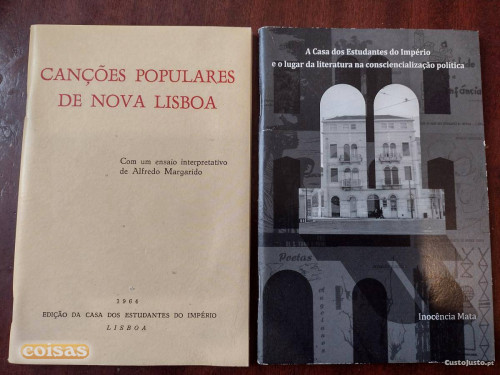 CANÇÕES POPULARES
DE NOVA LISBOA
Com um ensaio interpretativo
de Alfredo Margarido
1964
EDIÇÃO DA CASA DOS ESTUDANTES DO IMPÉRIO
LISBOA
coisas
A Casa dos Estudantes do Império
e o lugar da literatura na consciencialização política
Poetas
Inocência Mata
CustoJusto.pt